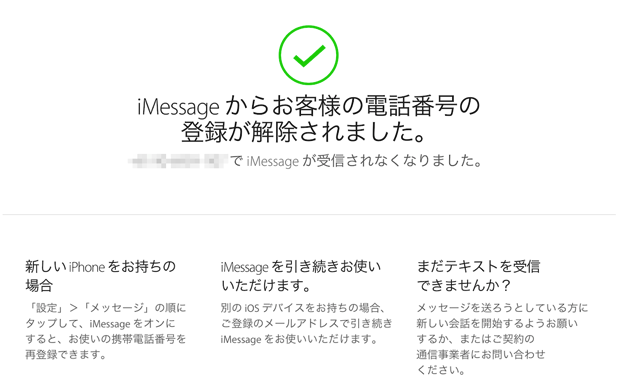 iMessage からお客様の電話番号の
登録が解除されました。
で iMessage が受信されなくなりました。
新しい iPhone をお持ちの
場合
「設定」＞「メッセージ」の順に
タップして、iMessage をオンに
すると、お使いの携帯電話番号を
再登録できます。
iMessage を引き続きお使い
いただけます。
別の iOS デバイスをお持ちの場合、
ご登録のメールアドレスで引き続き
iMessage をお使いいただけます。
まだテキストを受信
できませんか？
メッセージを送ろうとしている方に
新しい会話を開始するようお願い
するか、またはご契約の
通信事業者にお問い合わせ
ください。